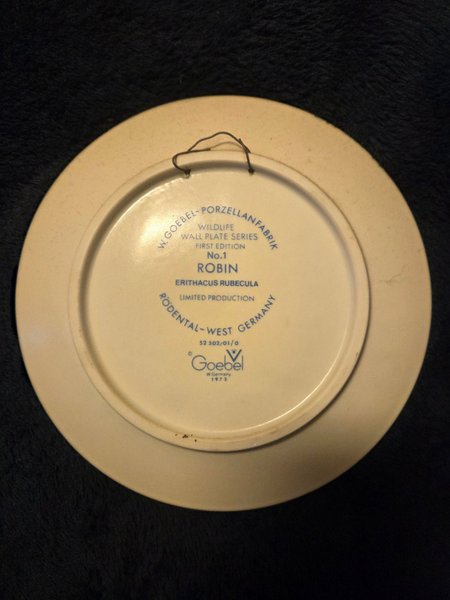 W. GOEBEL-PORZELLANFABRIK
WILDLIFE
WALL PLATE SERIES
FIRST EDITION
No.1
ROBIN
ERITHACUS RUBECULA
LIMITED PRODUCTION
RÖDENTAL-WEST GERMANY
52 502/01/0
© Goebel
W. Germany
1973